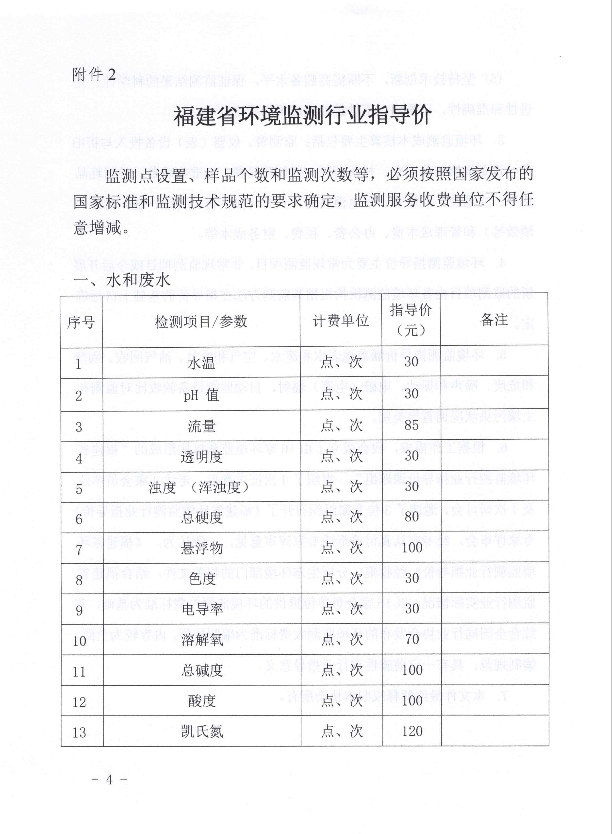 附件 2
福建省环境监测行业指导价
监测点设置、样品个数和监测次数等，必须按照国家发布的
国家标准和监测技术规范的要求确定，监测服务收费单位不得任
意增减。
一、水和废水
序号 检测项目/参数 计费单位 指导价（元） 备注
1 水温 点、次 30
2 pH 值 点、次 30
3 流量 点、次 85
4 透明度 点、次 30
5 浊度 （浑浊度） 点、次 30
6 总硬度 点、次 80
7 悬浮物 点、次 100
8 色度 点、次 30
9 电导率 点、次 30
10 溶解氧 点、次 70
11 总碱度 点、次 100
12 酸度 点、次 100
13 凯氏氮 点、次 120
- 4 -